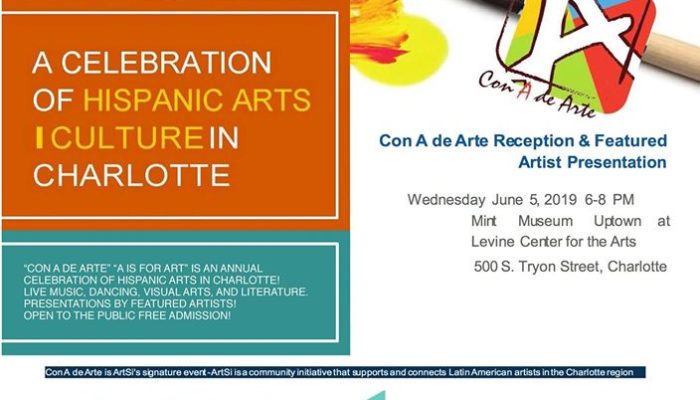 A CELEBRATION
OF HISPANIC ARTS
I CULTURE IN
CHARLOTTE
"CON A DE ARTE" "A IS FOR ART" IS AN ANNUAL
CELEBRATION OF HISPANIC ARTS IN CHARLOTTE!
LIVE MUSIC, DANCING, VISUAL ARTS, AND LITERATURE.
PRESENTATIONS BY FEATURED ARTISTS!
OPEN TO THE PUBLIC FREE ADMISSION!
A
Con A de Arte
Con A de Arte Reception & Featured
Artist Presentation
Wednesday June 5, 2019 6-8 PM
Mint Museum Uptown at
Levine Center for the Arts
500 S. Tryon Street, Charlotte
Con A de Arte is ArtSi's signature event -ArtSi is a community initiative that supports and connects Latin American artists in the Charlotte region